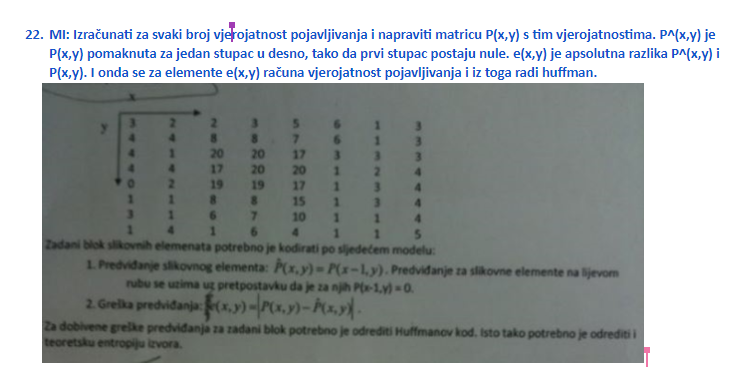 22. MI: Izračunati za svaki broj vjerojatnost pojavljivanja i napraviti matricu P(x,y) s tim vjerojatnostima. P^(x,y) je
P(x,y) pomaknuta za jedan stupac u desno, tako da prvi stupac postaju nule. e(x,y) je apsolutna razlika P^(x,y) i
P(x,y). I onda se za elemente e(x,y) računa vjerojatnost pojavljivanja i iz toga radi huffman.
x
y 3 2 2 3 5 6 1 3
4 4 8 8 7 6 1 3
4 1 20 20 17 3 3 3
4 4 17 20 20 1 2 4
0 2 19 19 17 1 3 4
1 1 8 8 15 1 3 4
3 1 6 7 10 1 1 4
1 4 1 6 4 1 1 5
Zadani blok slikovnih elemenata potrebno je kodirati po sljedećem modelu:
1. Predviđanje slikovnog elementa: P̂(x,y) = P(x−1,y). Predviđanje za slikovne elemente na lijevom
rubu se uzima uz pretpostavku da je za njih P(x-1,y) = 0.
2. Greška predviđanja: e(x,y) = |P(x,y) − P̂(x,y)|.
Za dobivene greške predviđanja za zadani blok potrebno je odrediti Huffmanov kod. Isto tako potrebno je odrediti i
teoretsku entropiju izvora.